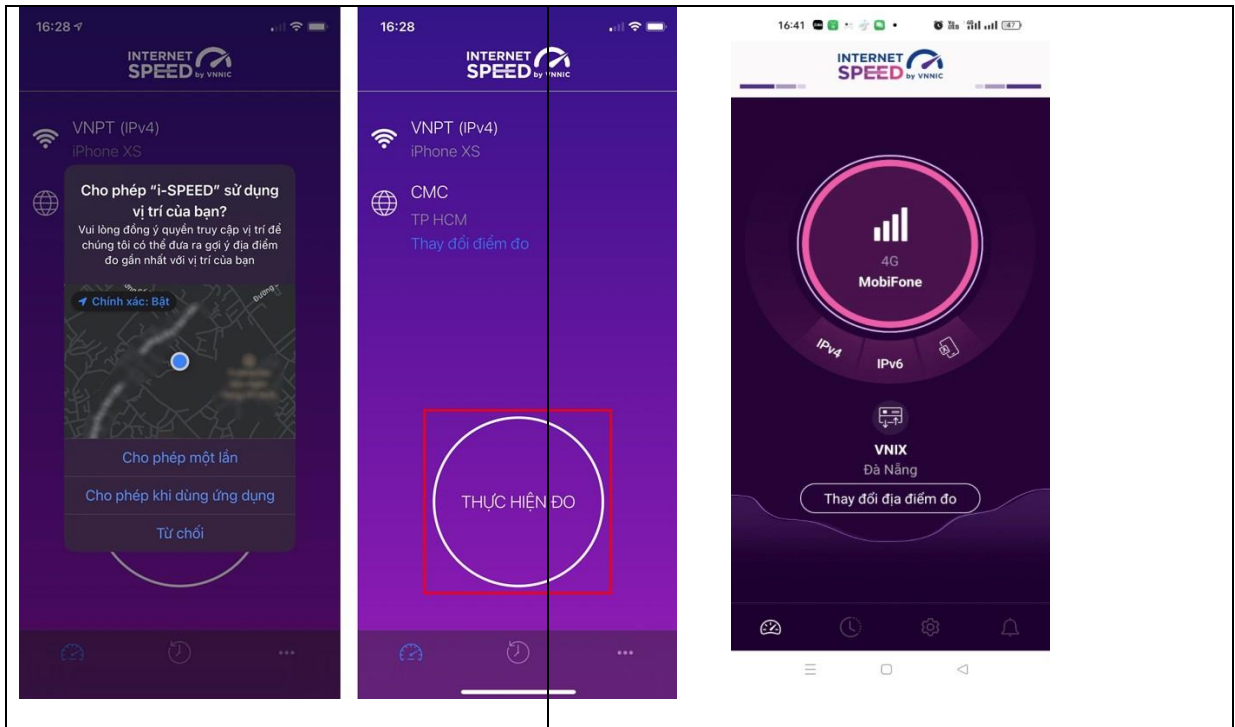 16:28
INTERNET
SPEED by VNNIC
VNPT (IPv4)
iPhone XS
Cho phép “i-SPEED” sử dụng
vị trí của bạn?
Vui lòng đồng ý quyền truy cập vị trí để
chúng tôi có thể đưa ra gợi ý địa điểm
đo gần nhất với vị trí của bạn
Chính xác: Bật
Cho phép một lần
Cho phép khi dùng ứng dụng
Từ chối
16:28
INTERNET
SPEED by VNNIC
VNPT (IPv4)
iPhone XS
CMC
TP HCM
Thay đổi điểm đo
THỰC HIỆN ĐO
16:41
47
INTERNET
SPEED by VNNIC
4G
MobiFone
IPv4
IPv6
VNIX
Đà Nẵng
Thay đổi địa điểm đo